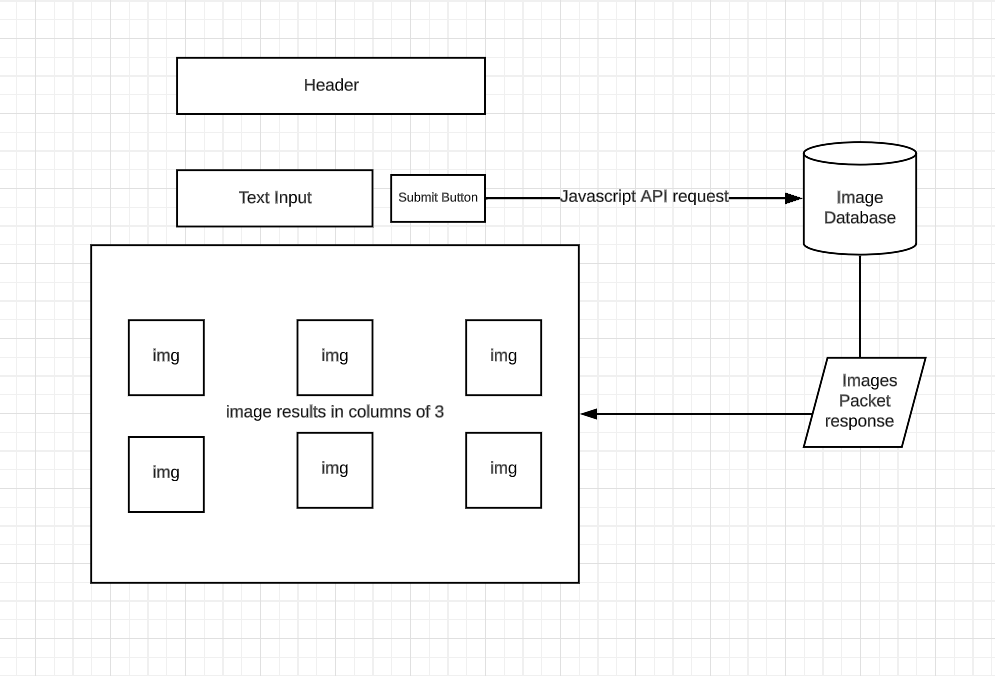 Header
Text Input
Submit Button
Javascript API request
Image
Database
img
img
img
image results in columns of 3
img
img
img
Images
Packet
response